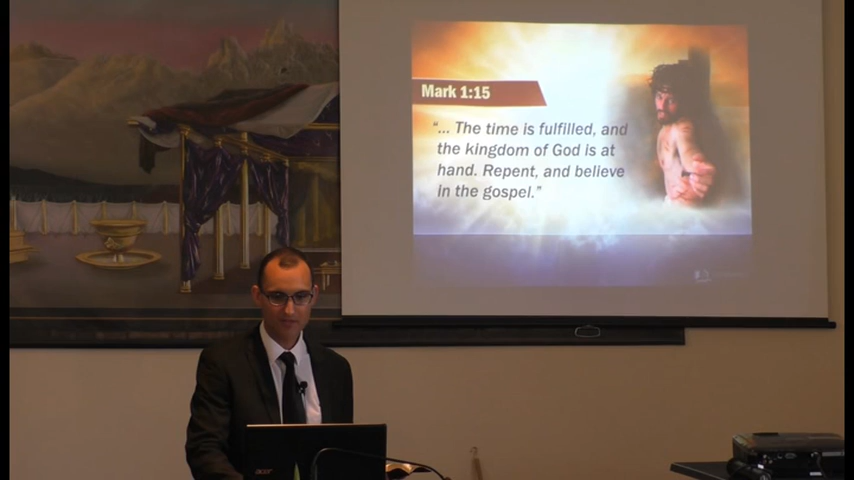 Mark 1:15
"... The time is fulfilled, and
the kingdom of God is at
hand. Repent, and believe
in the gospel."
acer